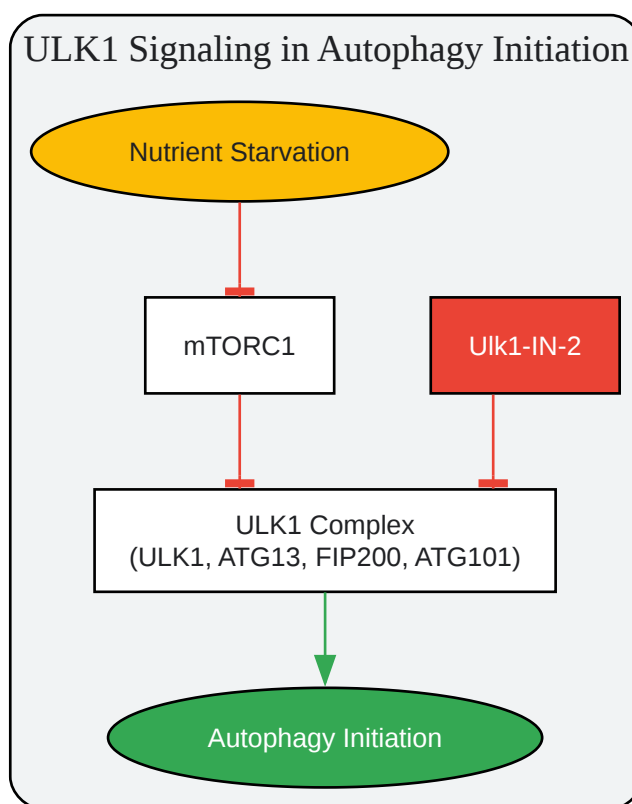 ULK1 Signaling in Autophagy Initiation
Nutrient Starvation
mTORC1
Ulk1-IN-2
ULK1 Complex
(ULK1, ATG13, FIP200, ATG101)
Autophagy Initiation